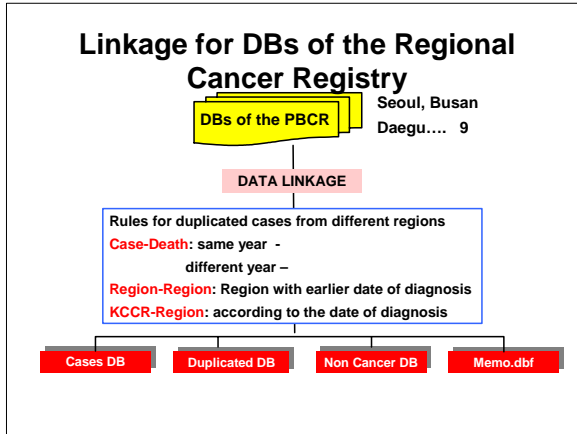 Linkage for DBs of the Regional
Cancer Registry
DBs of the PBCR
Seoul, Busan
Daegu…. 9
DATA LINKAGE
Rules for duplicated cases from different regions
Case-Death: same year -
different year –
Region-Region: Region with earlier date of diagnosis
KCCR-Region: according to the date of diagnosis
Cases DB
Duplicated DB
Non Cancer DB
Memo.dbf